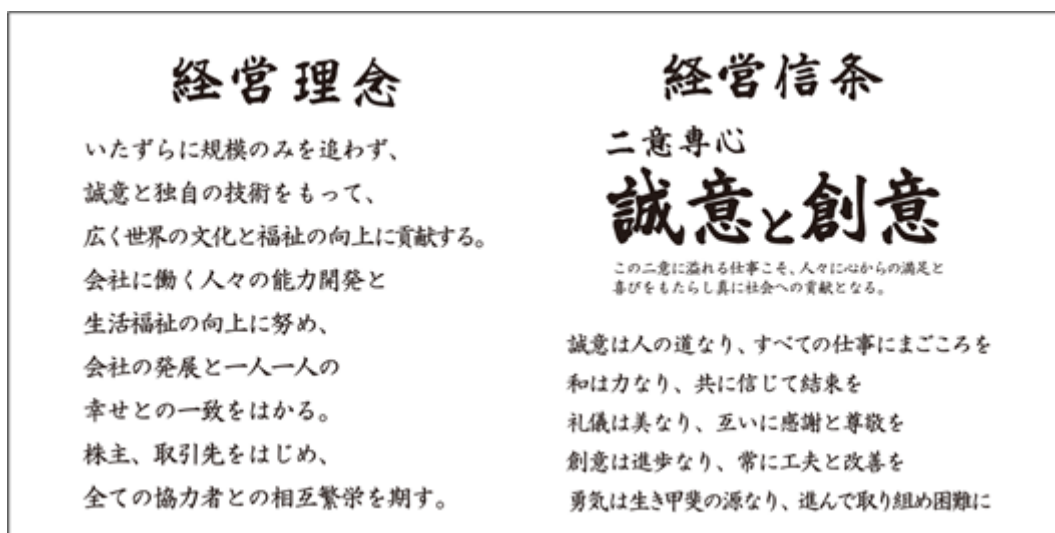 経営理念
いたずらに規模のみを追わず、
誠意と独自の技術をもって、
広く世界の文化と福祉の向上に貢献する。
会社に働く人々の能力開発と
生活福祉の向上に努め、
会社の発展と一人一人の
幸せとの一致をはかる。
株主、取引先をはじめ、
全ての協力者との相互繁栄を期す。
経営信条
二意専心
誠意と創意
この二意に溢れる仕事こそ、人々に心からの満足と
喜びをもたらし真に社会への貢献となる。
誠意は人の道なり、すべての仕事にまごころを
和は力なり、共に信じて結束を
礼儀は美なり、互いに感謝と尊敬を
創意は進歩なり、常に工夫と改善を
勇気は生き甲斐の源なり、進んで取り組め困難に